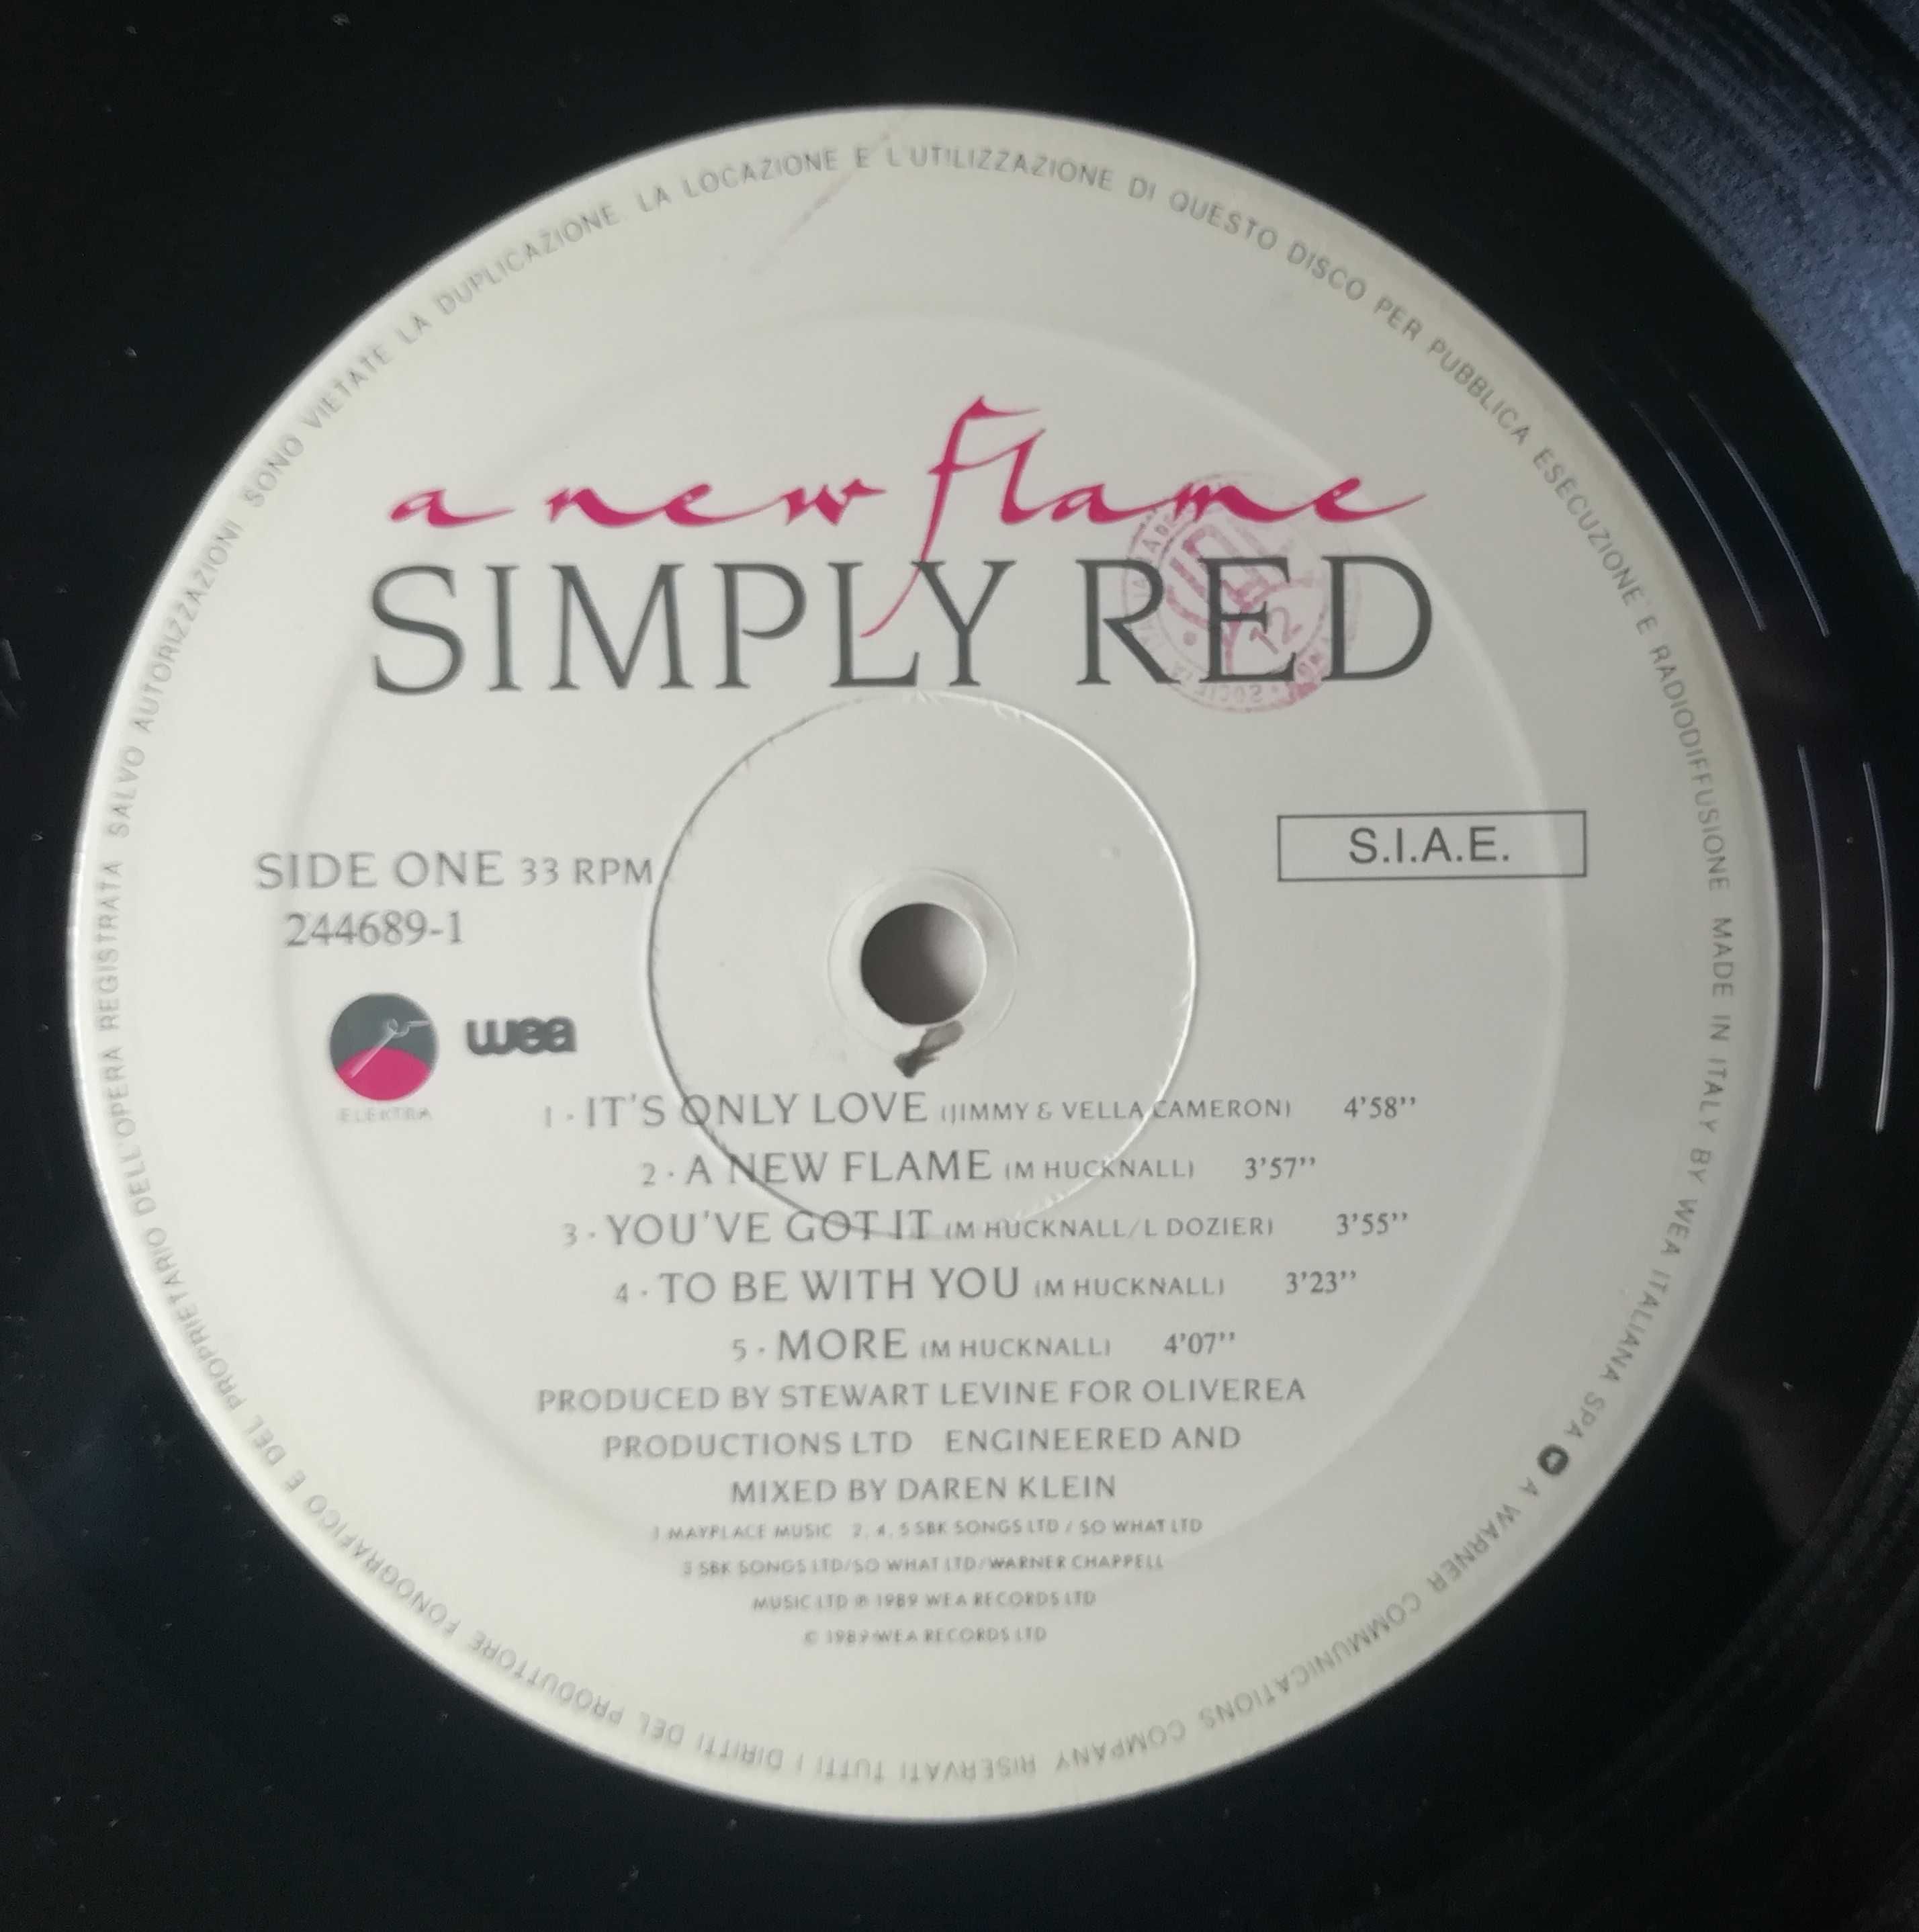 a new flame
SIMPLY RED
SIDE ONE 33 RPM
244689-1
S.I.A.E.
ELEKTRA
wea
1 · IT'S ONLY LOVE (JIMMY & VELLA CAMERON) 4'58''
2 · A NEW FLAME (M HUCKNALL) 3'57''
3 · YOU'VE GOT IT (M HUCKNALL/L DOZIER) 3'55''
4 · TO BE WITH YOU (M HUCKNALL) 3'23''
5 · MORE (M HUCKNALL) 4'07''
PRODUCED BY STEWART LEVINE FOR OLIVEREA
PRODUCTIONS LTD ENGINEERED AND
MIXED BY DAREN KLEIN
1 MAYPLACE MUSIC 2, 4, 5 SBK SONGS LTD / SO WHAT LTD
3 SBK SONGS LTD/SO WHAT LTD/WARNER CHAPPELL
MUSIC LTD ℗ 1989 WEA RECORDS LTD
© 1989 WEA RECORDS LTD
RISERVATI TUTTI I DIRITTI DEL PRODUTTORE FONOGRAFICO E DEL PROPRIETARIO DELL'OPERA REGISTRATA SALVO AUTORIZZAZIONI SONO VIETATE LA DUPLICAZIONE. LA LOCAZIONE E L'UTILIZZAZIONE DI QUESTO DISCO PER PUBBLICA ESECUZIONE E RADIODIFFUSIONE MADE IN ITALY BY WEA ITALIANA SPA A WARNER COMMUNICATIONS COMPANY